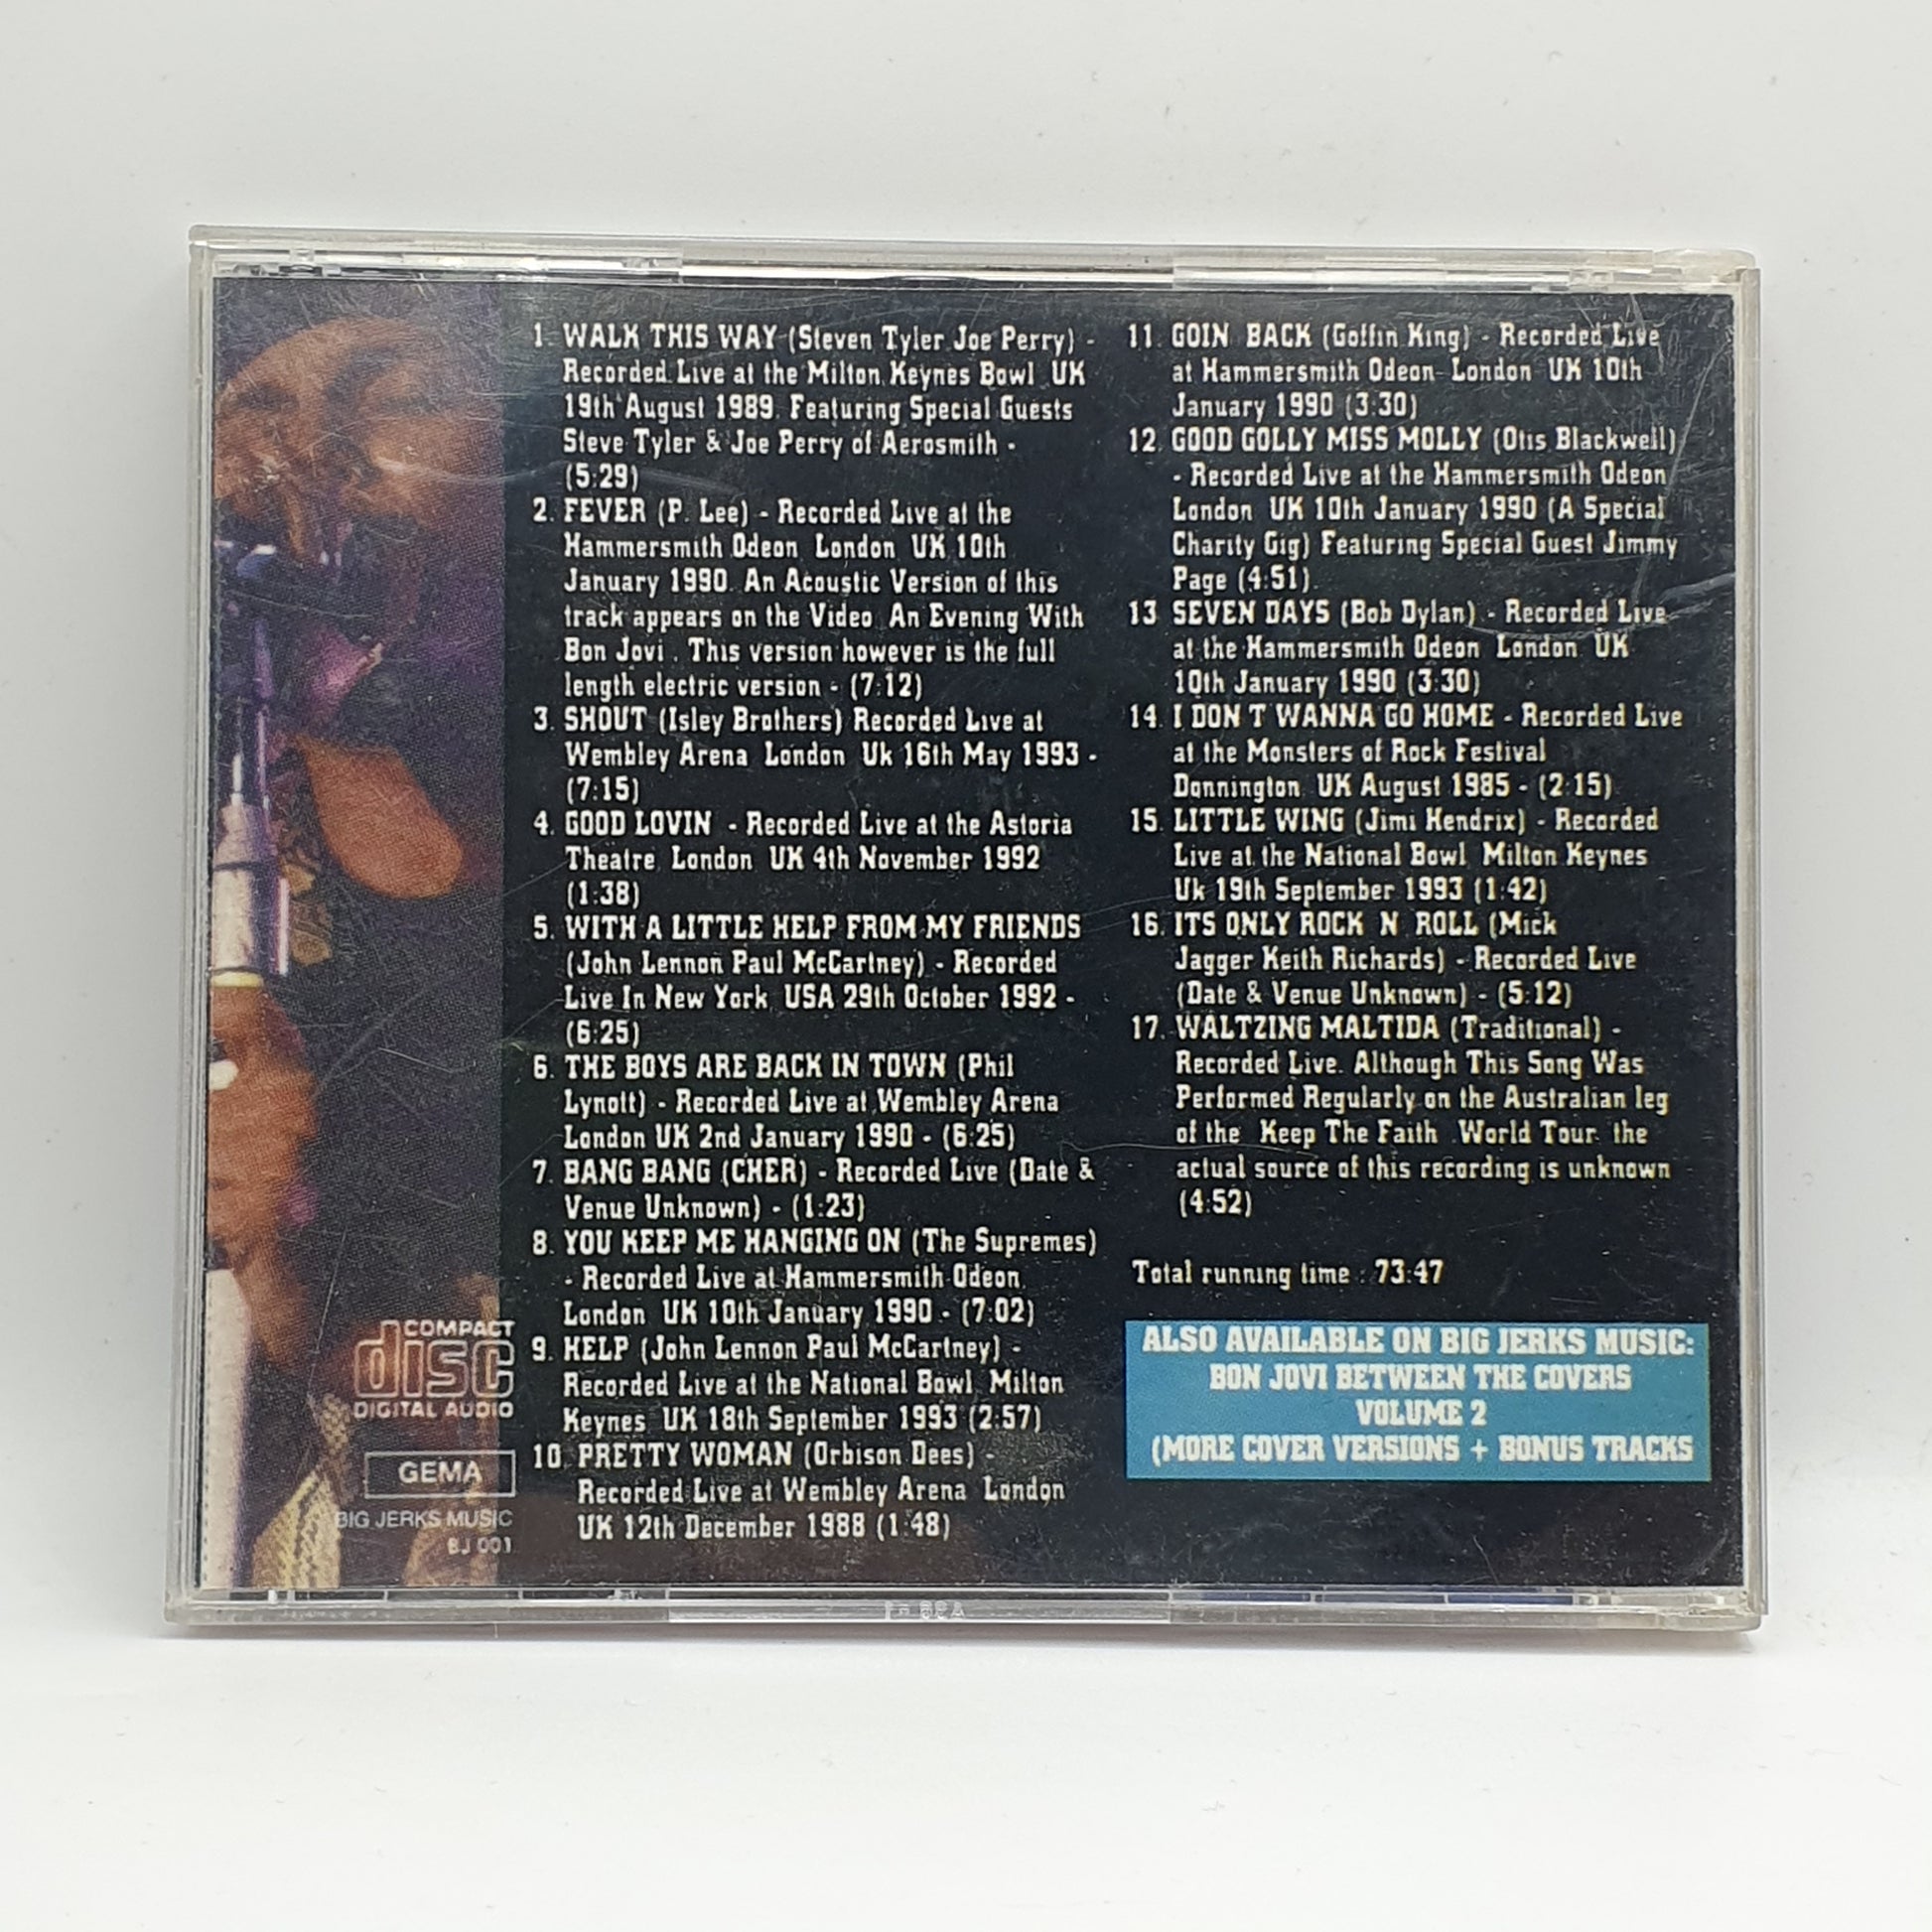 1. WALK THIS WAY (Steven Tyler Joe Perry) -
Recorded Live at the Milton Keynes Bowl UK
19th August 1989. Featuring Special Guests
Steve Tyler & Joe Perry of Aerosmith -
(5:29)
2. FEVER (P. Lee) - Recorded Live at the
Hammersmith Odeon London UK 10th
January 1990. An Acoustic Version of this
track appears on the Video An Evening With
Bon Jovi . This version however is the full
length electric version - (7:12)
3. SHOUT (Isley Brothers) Recorded Live at
Wembley Arena London Uk 16th May 1993 -
(7:15)
4. GOOD LOVIN - Recorded Live at the Astoria
Theatre London UK 4th November 1992
(1:38)
5. WITH A LITTLE HELP FROM MY FRIENDS
(John Lennon Paul McCartney) - Recorded
Live In New York USA 29th October 1992 -
(6:25)
6. THE BOYS ARE BACK IN TOWN (Phil
Lynott) - Recorded Live at Wembley Arena
London UK 2nd January 1990 - (6:25)
7. BANG BANG (CHER) - Recorded Live (Date &
Venue Unknown) - (1:23)
8. YOU KEEP ME HANGING ON (The Supremes)
- Recorded Live at Hammersmith Odeon
London UK 10th January 1990 - (7:02)
9. HELP (John Lennon Paul McCartney) -
Recorded Live at the National Bowl Milton
Keynes UK 18th September 1993 (2:57)
10. PRETTY WOMAN (Orbison Dees) -
Recorded Live at Wembley Arena London
UK 12th December 1988 (1:48)
11. GOIN BACK (Goffin King) - Recorded Live
at Hammersmith Odeon London UK 10th
January 1990 (3:30)
12. GOOD GOLLY MISS MOLLY (Otis Blackwell)
- Recorded Live at the Hammersmith Odeon
London UK 10th January 1990 (A Special
Charity Gig) Featuring Special Guest Jimmy
Page (4:51).
13. SEVEN DAYS (Bob Dylan) - Recorded Live
at the Hammersmith Odeon London UK
10th January 1990 (3:30)
14. I DON T WANNA GO HOME - Recorded Live
at the Monsters of Rock Festival
Donnington UK August 1985 - (2:15)
15. LITTLE WING (Jimi Hendrix) - Recorded
Live at the National Bowl Milton Keynes
Uk 19th September 1993 (1:42)
16. ITS ONLY ROCK N ROLL (Mick
Jagger Keith Richards) - Recorded Live
(Date & Venue Unknown) - (5:12)
17. WALTZING MALTIDA (Traditional) -
Recorded Live. Although This Song Was
Performed Regularly on the Australian leg
of the Keep The Faith World Tour the
actual source of this recording is unknown
(4:52)
Total running time : 73:47
ALSO AVAILABLE ON BIG JERKS MUSIC:
BON JOVI BETWEEN THE COVERS
VOLUME 2
(MORE COVER VERSIONS + BONUS TRACKS
COMPACT
disc
DIGITAL AUDIO
GEMA
BIG JERKS MUSIC
BJ 001